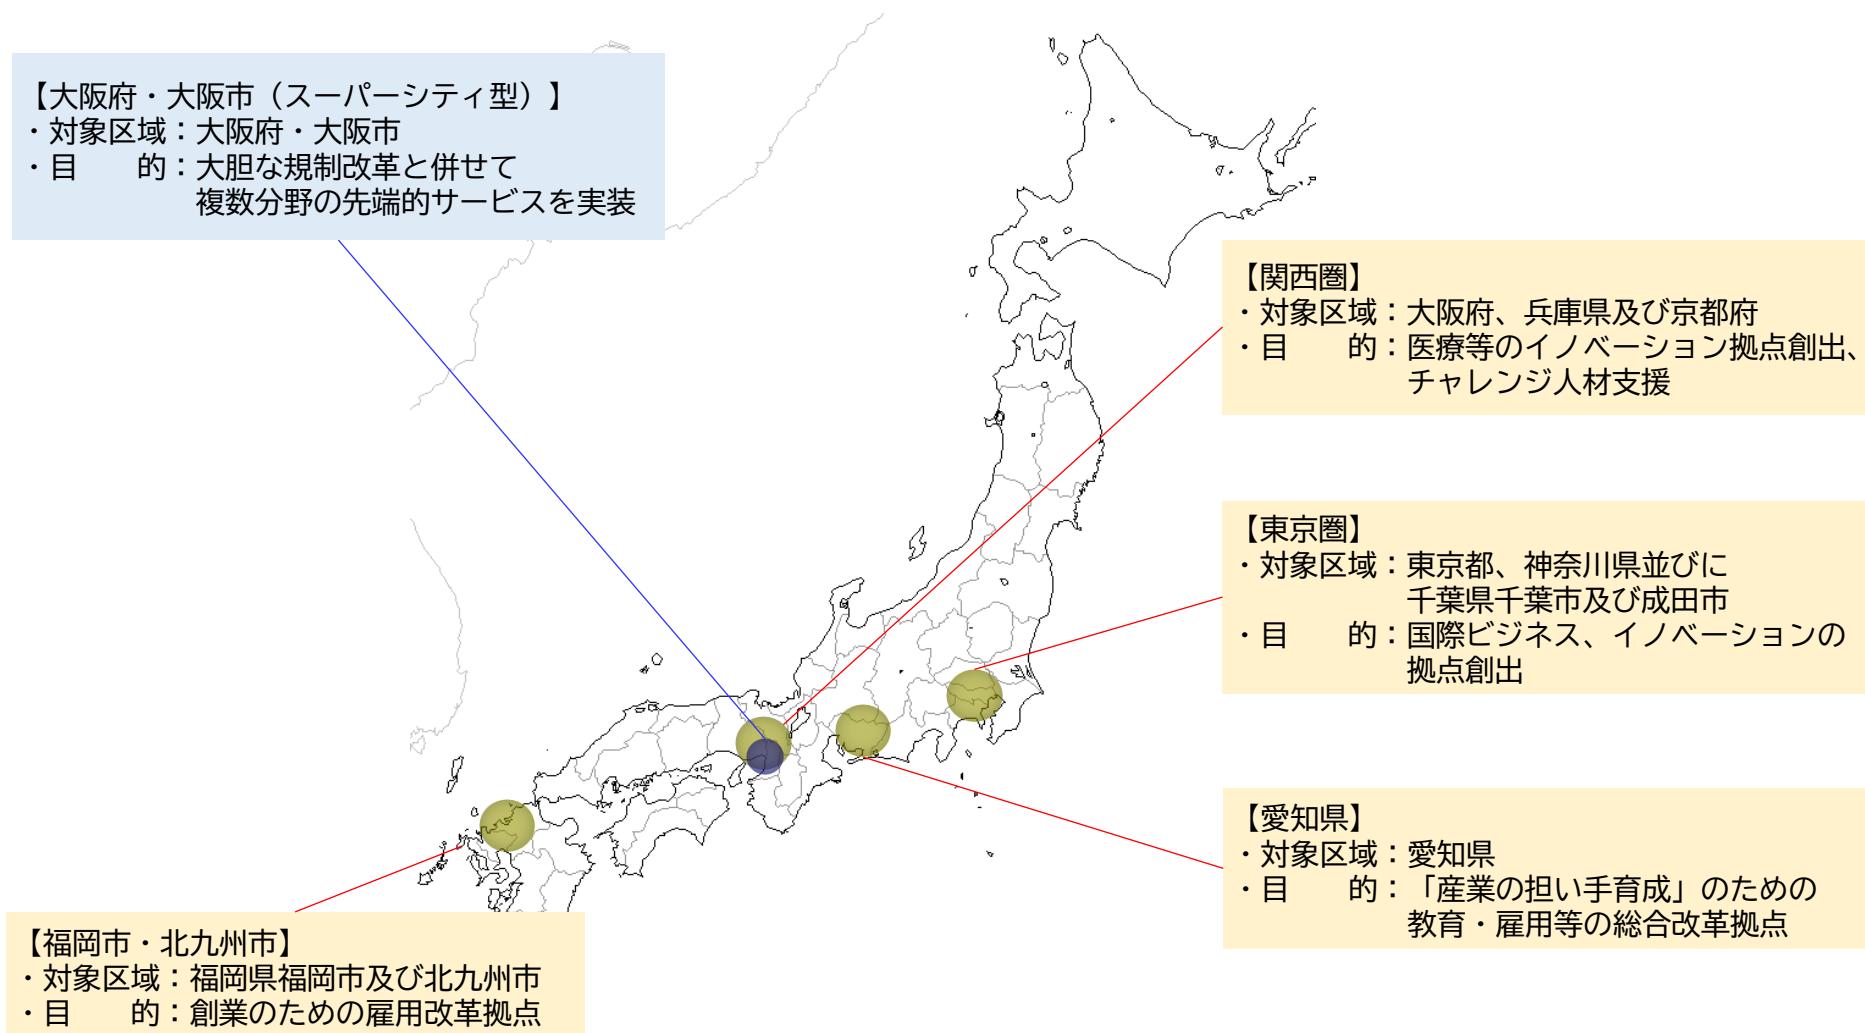 【大阪府・大阪市（スーパーシティ型）】
・対象区域：大阪府・大阪市
・目　　的：大胆な規制改革と併せて
複数分野の先端的サービスを実装
【関西圏】
・対象区域：大阪府、兵庫県及び京都府
・目　　的：医療等のイノベーション拠点創出、
チャレンジ人材支援
【東京圏】
・対象区域：東京都、神奈川県並びに
千葉県千葉市及び成田市
・目　　的：国際ビジネス、イノベーションの
拠点創出
【愛知県】
・対象区域：愛知県
・目　　的：「産業の担い手育成」のための
教育・雇用等の総合改革拠点
【福岡市・北九州市】
・対象区域：福岡県福岡市及び北九州市
・目　　的：創業のための雇用改革拠点